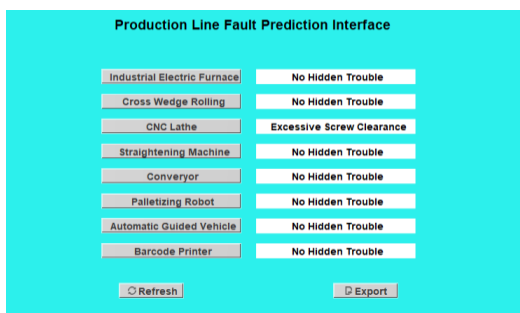 Production Line Fault Prediction Interface
Industrial Electric Furnace No Hidden Trouble
Cross Wedge Rolling No Hidden Trouble
CNC Lathe Excessive Screw Clearance
Straightening Machine No Hidden Trouble
Converyor No Hidden Trouble
Palletizing Robot No Hidden Trouble
Automatic Guided Vehicle No Hidden Trouble
Barcode Printer No Hidden Trouble
Refresh Export